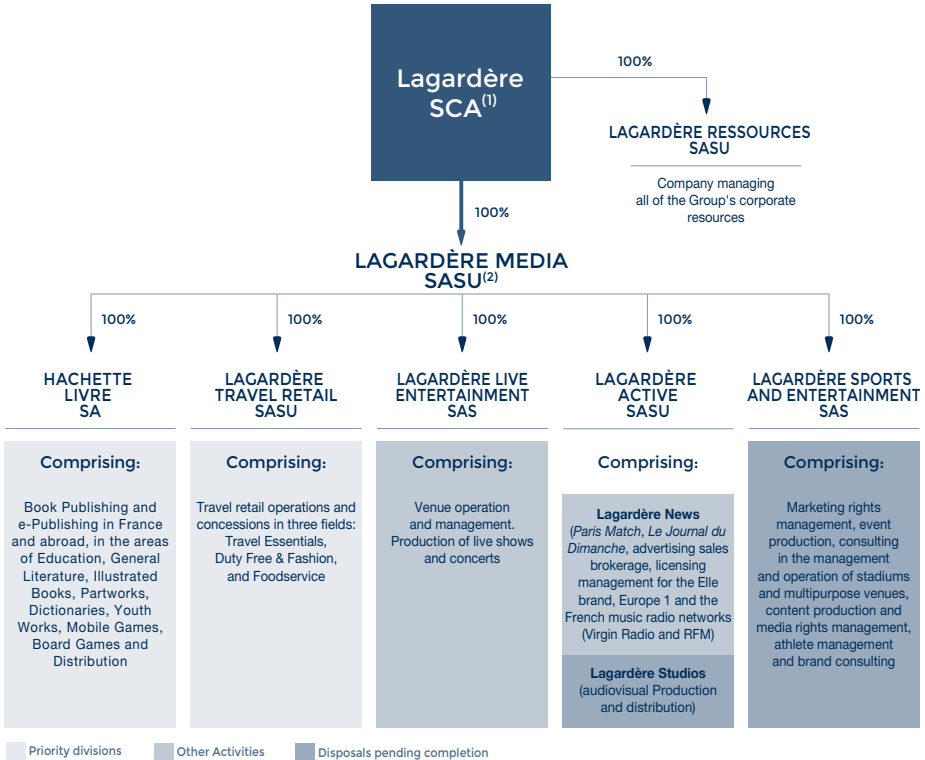 Lagardère
SCA(1)
100%
LAGARDÈRE RESSOURCES
SASU
Company managing
all of the Group's corporate
resources
100%
LAGARDÈRE MEDIA
SASU(2)
100%
100%
100%
100%
100%
HACHETTE
LIVRE
SA
Comprising:
Book Publishing and
e-Publishing in France
and abroad, in the areas
of Education, General
Literature, Illustrated
Books, Partworks,
Dictionaries, Youth
Works, Mobile Games,
Board Games and
Distribution
LAGARDÈRE
TRAVEL RETAIL
SASU
Comprising:
Travel retail operations and
concessions in three fields:
Travel Essentials,
Duty Free & Fashion,
and Foodservice
LAGARDÈRE LIVE
ENTERTAINMENT
SAS
Comprising:
Venue operation
and management.
Production of live shows
and concerts
LAGARDÈRE
ACTIVE
SASU
Comprising:
Lagardère News
(Paris Match, Le Journal du
Dimanche, advertising sales
brokerage, licensing
management for the Elle
brand, Europe 1 and the
French music radio networks
(Virgin Radio and RFM)
Lagardère Studios
(audiovisual Production
and distribution)
LAGARDÈRE SPORTS
AND ENTERTAINMENT
SAS
Comprising:
Marketing rights
management, event
production, consulting
in the management
and operation of stadiums
and multipurpose venues,
content production and
media rights management,
athlete management
and brand consulting
Priority divisions
Other Activities
Disposals pending completion